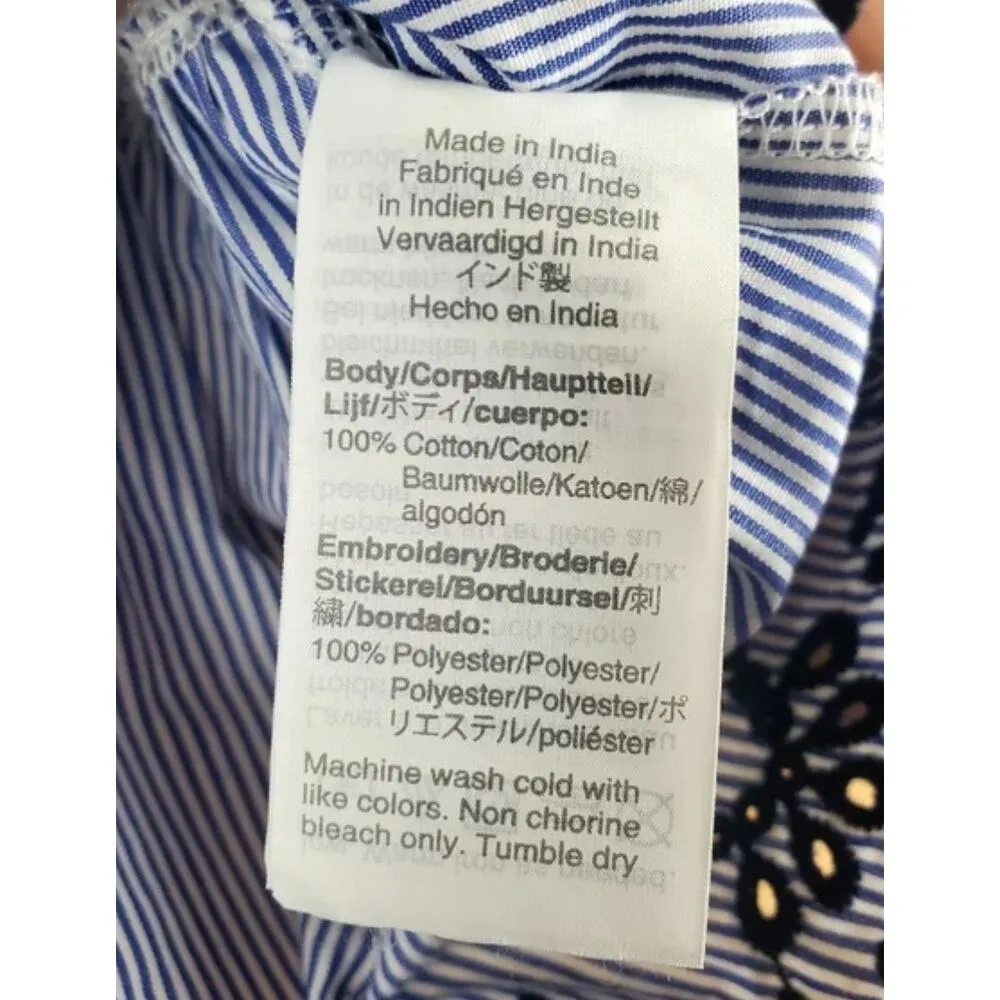 Made in India
Fabriqué en Inde
in Indien Hergestellt
Vervaardigd in India
インド製
Hecho en India
Body/Corps/Hauptteil/
Lijf/ボディ/cuerpo:
100% Cotton/Coton/
Baumwolle/Katoen/綿/
algodón
Embroidery/Broderie/
Stickerei/Borduursel/刺
繍/bordado:
100% Polyester/Polyester/
Polyester/Polyester/ポ
リエステル/poliéster
Machine wash cold with
like colors. Non chlorine
bleach only. Tumble dry